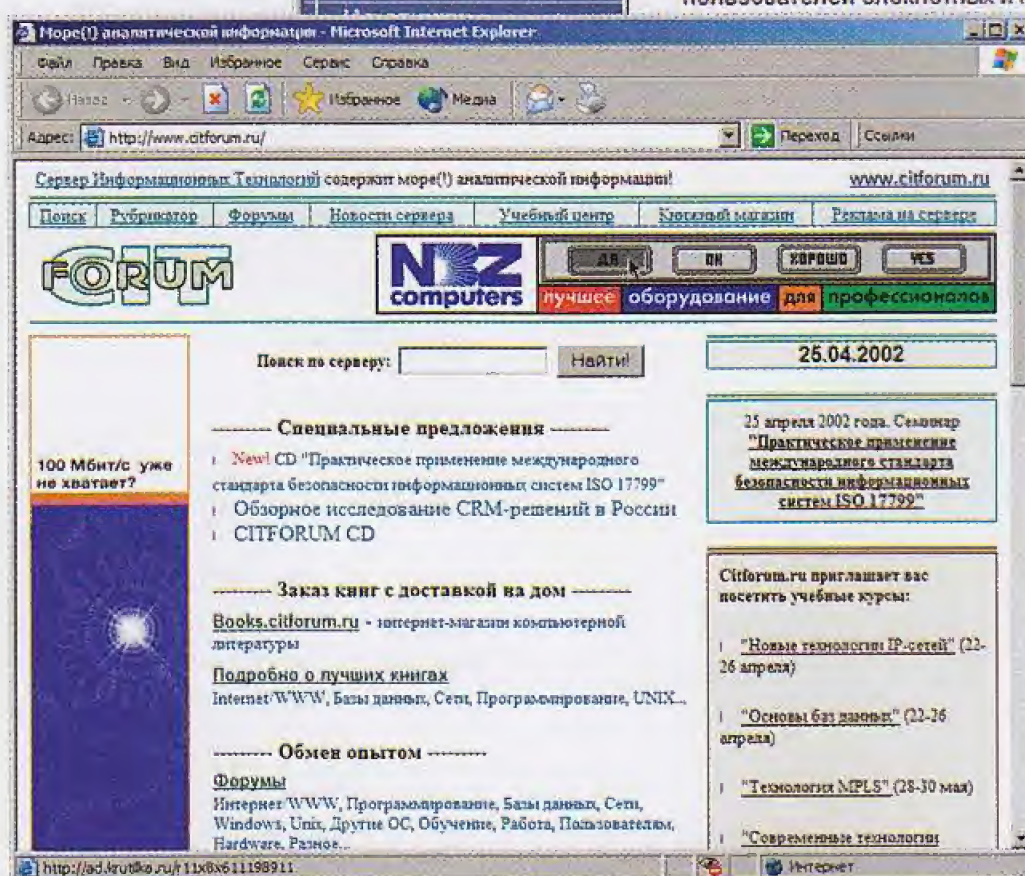 пользователей блокнотных и
Море(!) аналитической информации - Microsoft Internet Explorer
Файл Правка Вид Избранное Сервис Справка
Назад Избранное Медиа
Адрес: http://www.citforum.ru/ Переход Ссылки
Сервер Информационных Технологий содержит море(!) аналитической информации! www.citforum.ru
Поиск Рубрикатор Форумы Новости сервера Учебный центр Книжный магазин Реклама на сервере
CIT FORUM
computers
ДА ОК ХОРОШО YES
лучшее оборудование для профессионалов
Поиск по серверу: Найти!
25.04.2002
100 Мбит/с уже
не хватает?
--------- Специальные предложения ---------
New! CD "Практическое применение международного
стандарта безопасности информационных систем ISO 17799"
Обзорное исследование CRM-решений в России
CITFORUM CD
--------- Заказ книг с доставкой на дом ---------
Books.citforum.ru - интернет-магазин компьютерной
литературы
Подробно о лучших книгах
Internet/WWW, Базы данных, Сети, Программирование, UNIX...
--------- Обмен опытом ---------
Форумы
Интернет/WWW, Программирование, Базы данных, Сети,
Windows, Unix, Другие ОС, Обучение, Работа, Пользователям,
Hardware, Разное...
25 апреля 2002 года. Семинар
"Практическое применение
международного стандарта
безопасности информационных
систем ISO 17799"
Citforum.ru приглашает вас
посетить учебные курсы:
"Новые технологии IP-сетей" (22-
26 апреля)
"Основы баз данных" (22-26
апреля)
"Технология MPLS" (28-30 мая)
"Современные технологии
http://ad.krutilka.ru/r11x8x611198911 Интернет